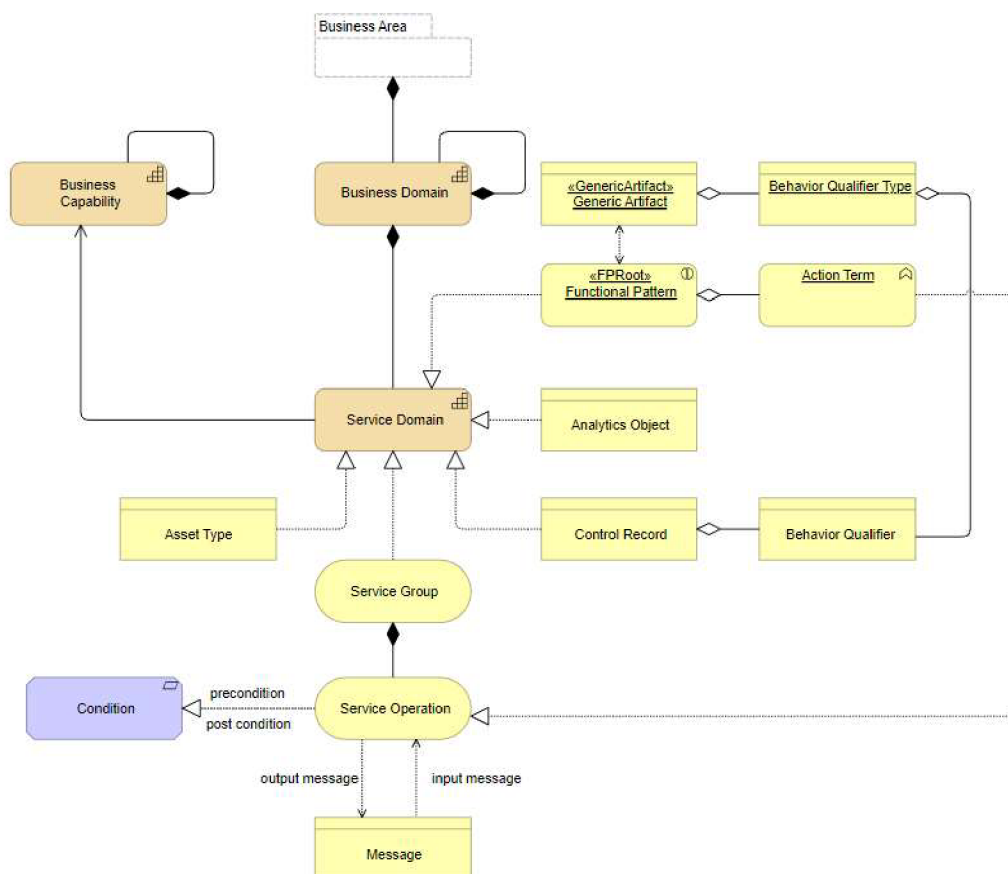 Business Area
Business
Capability
Business Domain
«GenericArtifact»
Generic Artifact
Behavior Qualifier Type
«FPRoot»
Functional Pattern
Action Term
Service Domain
Analytics Object
Asset Type
Control Record
Behavior Qualifier
Service Group
Condition
precondition
post condition
Service Operation
output message
input message
Message